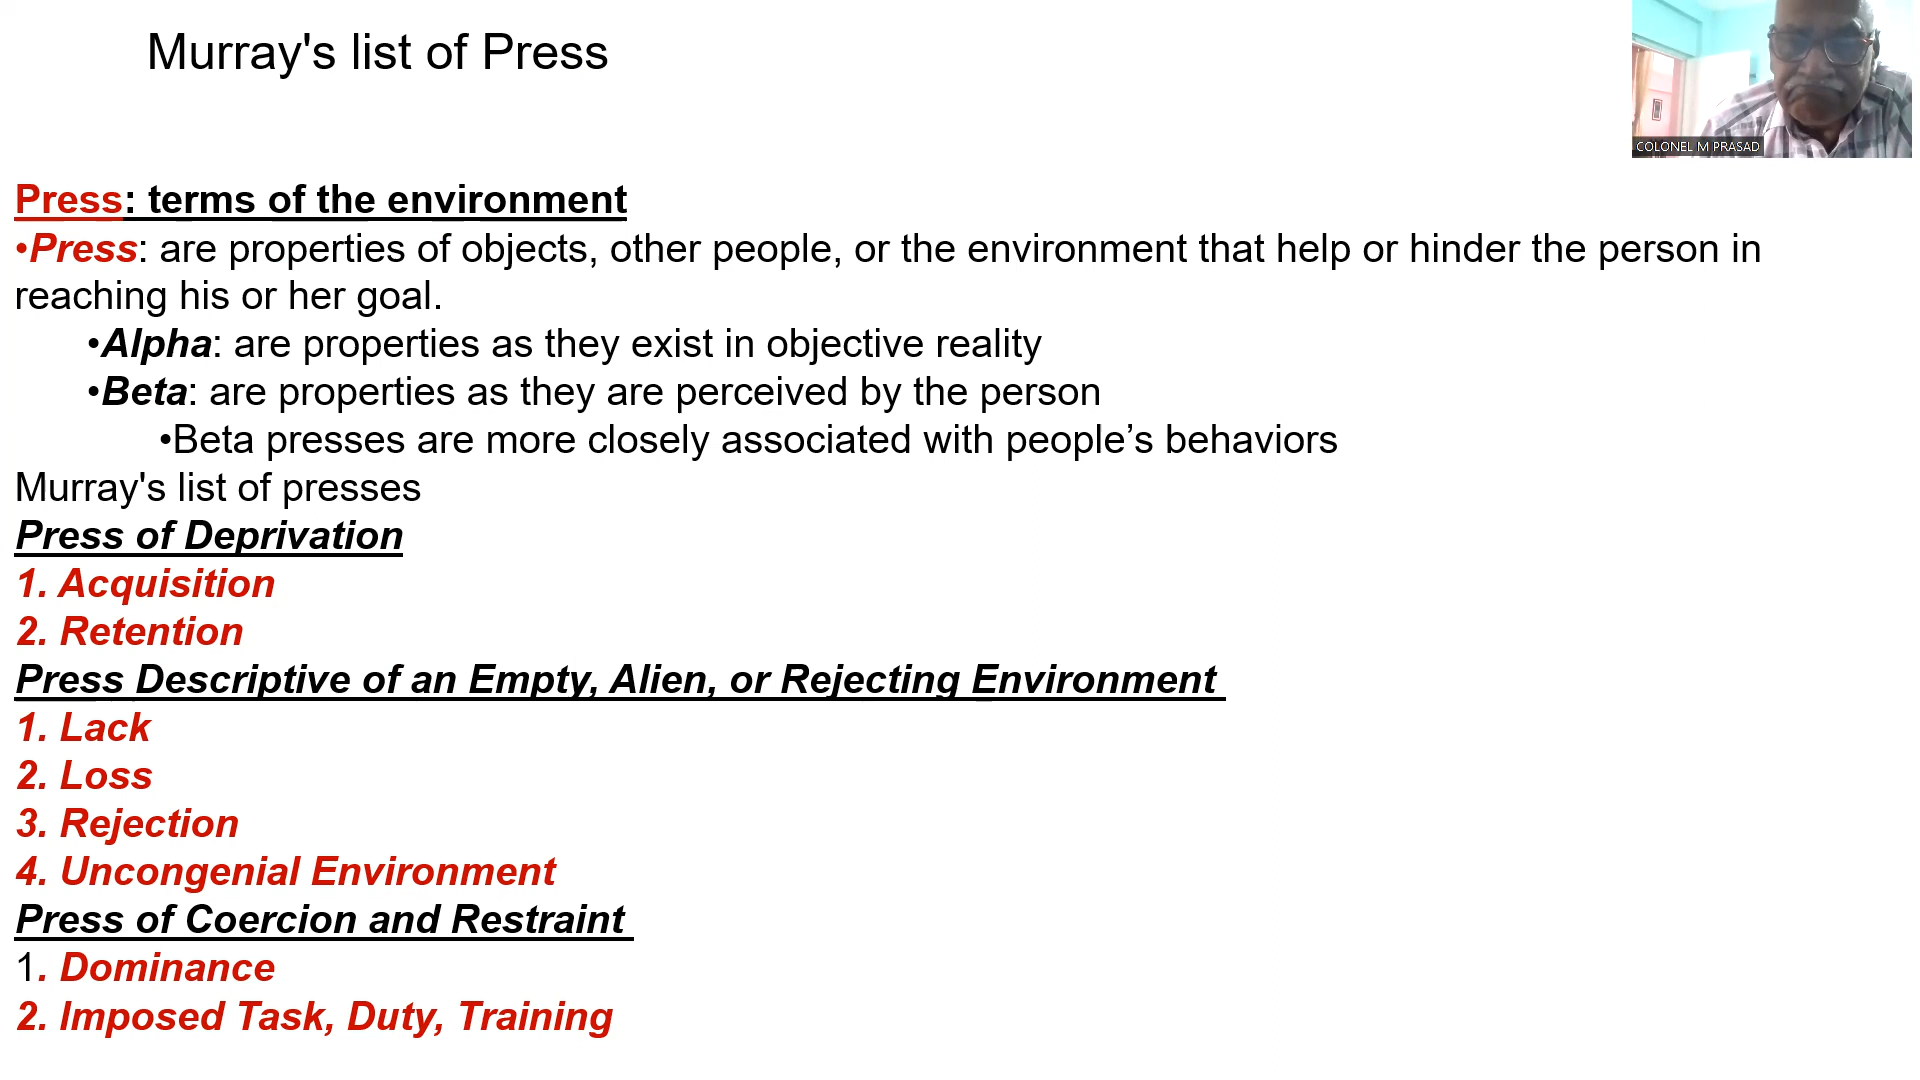 Murray's list of Press
COLONEL M PRASAD
Press: terms of the environment
•Press: are properties of objects, other people, or the environment that help or hinder the person in
reaching his or her goal.
•Alpha: are properties as they exist in objective reality
•Beta: are properties as they are perceived by the person
•Beta presses are more closely associated with people’s behaviors
Murray's list of presses
Press of Deprivation
1. Acquisition
2. Retention
Press Descriptive of an Empty, Alien, or Rejecting Environment
1. Lack
2. Loss
3. Rejection
4. Uncongenial Environment
Press of Coercion and Restraint
1. Dominance
2. Imposed Task, Duty, Training